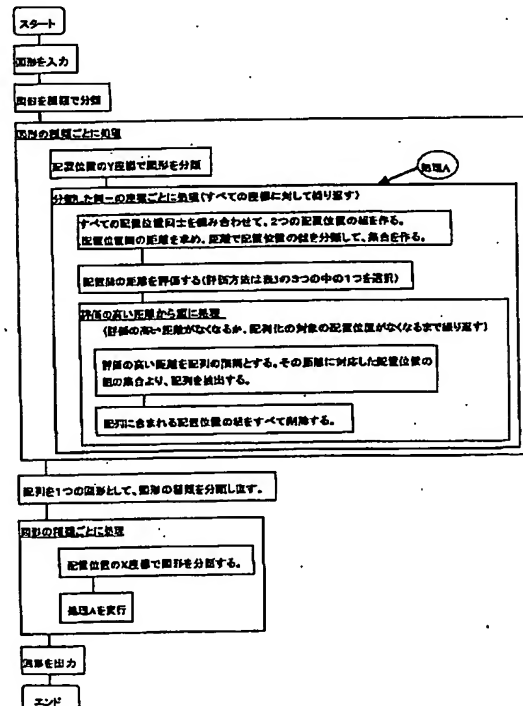 スタート
図形を入力
図形を種類で分類
図形の種類ごとに処理
配置位置のY座標で図形を分類
処理A
分類した同一の座標ごとに処理(すべての座標に対して繰り返す)
すべての配置位置同士を組み合わせて、2つの配置位置の組を作る。
配置位置間の距離を求め、距離で配置位置の組を分類して、集合を作る。
配置間の距離を評価する(評価方法は表3の3つの中の1つを選択)
評価の高い距離から順に処理
(評価の高い距離がなくなるか、配列化の対象の配置位置がなくなるまで繰り返す)
評価の高い距離を配列の間隔とする。その距離に対応した配置位置の
組の集合より、配列を抽出する。
配列に含まれる配置位置の組をすべて削除する。
配列を1つの図形として、図形の種類を分類し直す。
図形の種類ごとに処理
配置位置のX座標で図形を分類する。
処理Aを実行
図形を出力
エンド